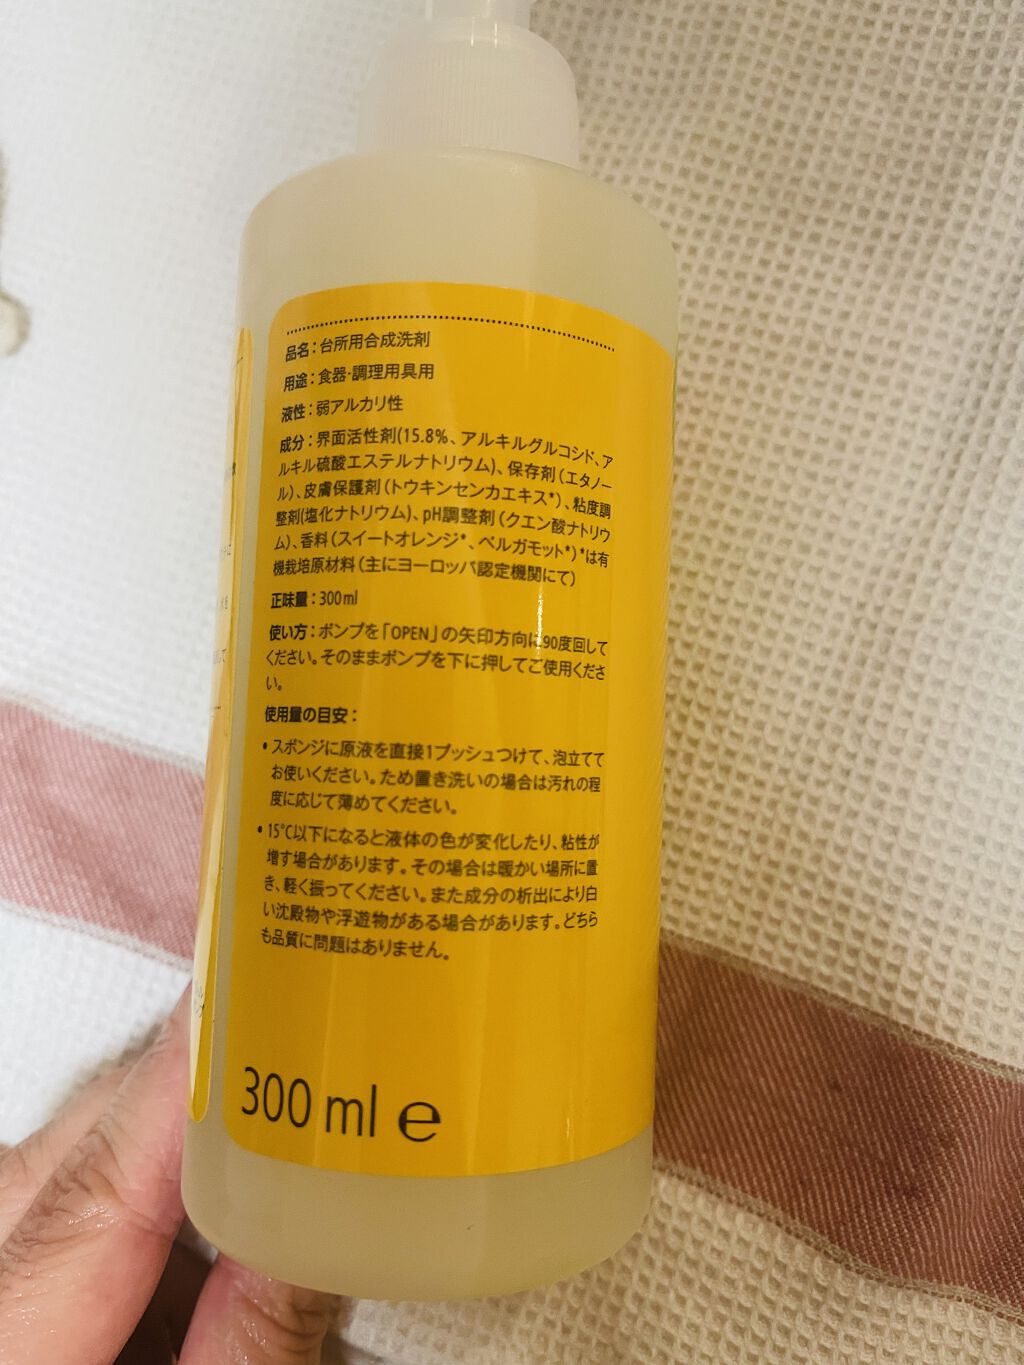 品名：台所用合成洗剤
用途：食器・調理用具用
液性：弱アルカリ性
成分：界面活性剤(15.8%、アルキルグルコシド、ア
ルキル硫酸エステルナトリウム)、保存剤（エタノー
ル）、皮膚保護剤（トウキンセンカエキス*）、粘度調
整剤(塩化ナトリウム)、pH調整剤（クエン酸ナトリウ
ム）、香料（スイートオレンジ*、ベルガモット*）*は有
機栽培原材料（主にヨーロッパ認定機関にて）
正味量：300ml
使い方：ポンプを「OPEN」の矢印方向に90度回して
ください。そのままポンプを下に押してご使用くださ
い。
使用量の目安：
・スポンジに原液を直接1プッシュつけて、泡立てて
お使いください。ため置き洗いの場合は汚れの程
度に応じて薄めてください。
・15℃以下になると液体の色が変化したり、粘性が
増す場合があります。その場合は暖かい場所に置
き、軽く振ってください。また成分の析出により白
い沈殿物や浮遊物がある場合があります。どちら
も品質に問題はありません。
300 ml ℮